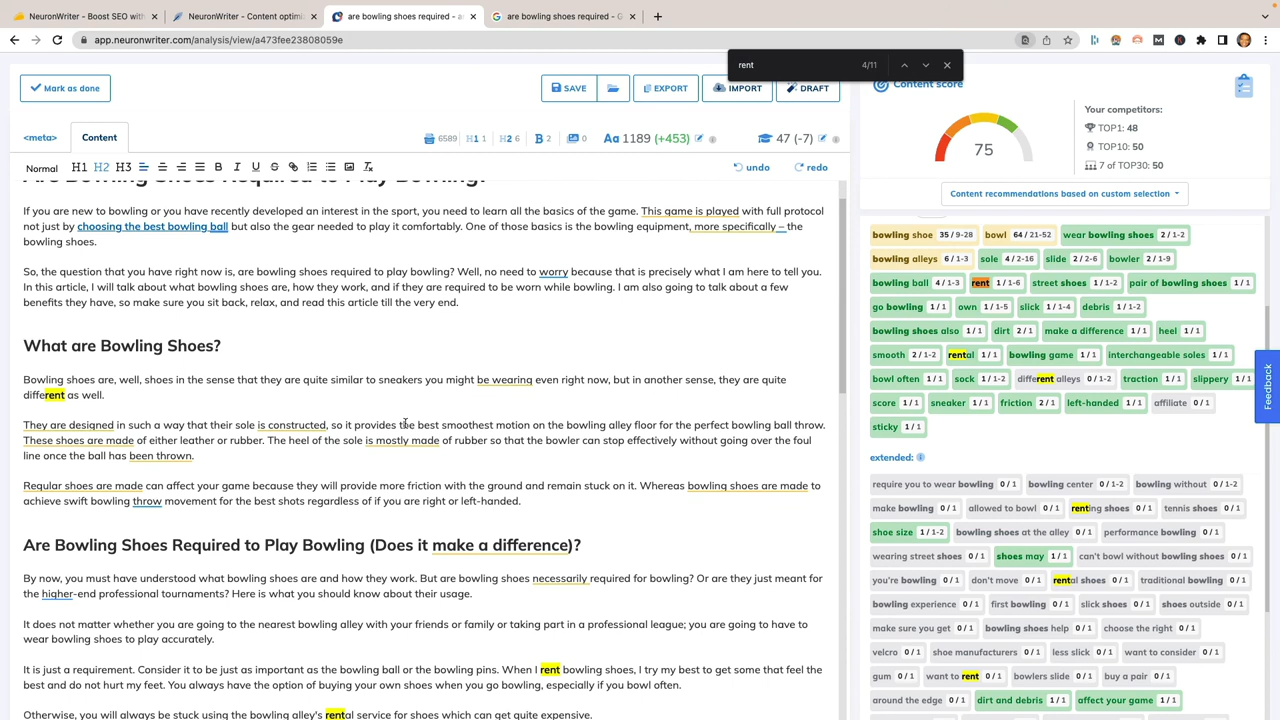 NeuronWriter - Boost SEO with
NeuronWriter - Content optimi
are bowling shoes required - a
are bowling shoes required - G
app.neuronwriter.com/analysis/view/a473fee23808059e
rent 4/11
Mark as done
SAVE
EXPORT
IMPORT
DRAFT
<meta>
Content
6589 H1 1 H2 6 B 2 0 Aa 1189 (+453) 47 (-7)
Normal H1 H2 H3 B I U undo redo
Are Bowling Shoes Required to Play Bowling?
If you are new to bowling or you have recently developed an interest in the sport, you need to learn all the basics of the game. This game is played with full protocol
not just by choosing the best bowling ball but also the gear needed to play it comfortably. One of those basics is the bowling equipment, more specifically – the
bowling shoes.
So, the question that you have right now is, are bowling shoes required to play bowling? Well, no need to worry because that is precisely what I am here to tell you.
In this article, I will talk about what bowling shoes are, how they work, and if they are required to be worn while bowling. I am also going to talk about a few
benefits they have, so make sure you sit back, relax, and read this article till the very end.
What are Bowling Shoes?
Bowling shoes are, well, shoes in the sense that they are quite similar to sneakers you might be wearing even right now, but in another sense, they are quite
different as well.
They are designed in such a way that their sole is constructed, so it provides the best smoothest motion on the bowling alley floor for the perfect bowling ball throw.
These shoes are made of either leather or rubber. The heel of the sole is mostly made of rubber so that the bowler can stop effectively without going over the foul
line once the ball has been thrown.
Regular shoes are made can affect your game because they will provide more friction with the ground and remain stuck on it. Whereas bowling shoes are made to
achieve swift bowling throw movement for the best shots regardless of if you are right or left-handed.
Are Bowling Shoes Required to Play Bowling (Does it make a difference)?
By now, you must have understood what bowling shoes are and how they work. But are bowling shoes necessarily required for bowling? Or are they just meant for
the higher-end professional tournaments? Here is what you should know about their usage.
It does not matter whether you are going to the nearest bowling alley with your friends or family or taking part in a professional league; you are going to have to
wear bowling shoes to play accurately.
It is just a requirement. Consider it to be just as important as the bowling ball or the bowling pins. When I rent bowling shoes, I try my best to get some that feel the
best and do not hurt my feet. You always have the option of buying your own shoes when you go bowling, especially if you bowl often.
Otherwise, you will always be stuck using the bowling alley's rental service for shoes which can get quite expensive.
Content score
75
Your competitors:
TOP1: 48
TOP10: 50
7 of TOP30: 50
Content recommendations based on custom selection
bowling shoe 35 / 9-28 bowl 64 / 21-52 wear bowling shoes 2 / 1-2
bowling alleys 6 / 1-3 sole 4 / 2-16 slide 2 / 2-6 bowler 2 / 1-9
bowling ball 4 / 1-3 rent 1 / 1-6 street shoes 1 / 1-2 pair of bowling shoes 1 / 1
go bowling 1 / 1 own 1 / 1-5 slick 1 / 1-4 debris 1 / 1-2
bowling shoes also 1 / 1 dirt 2 / 1 make a difference 1 / 1 heel 1 / 1
smooth 2 / 1-2 rental 1 / 1 bowling game 1 / 1 interchangeable soles 1 / 1
bowl often 1 / 1 sock 1 / 1-2 different alleys 0 / 1-2 traction 1 / 1 slippery 1 / 1
score 1 / 1 sneaker 1 / 1 friction 2 / 1 left-handed 1 / 1 affiliate 0 / 1
sticky 1 / 1
extended:
require you to wear bowling 0 / 1 bowling center 0 / 1-2 bowling without 0 / 1-2
make bowling 0 / 1 allowed to bowl 0 / 1 renting shoes 0 / 1 tennis shoes 0 / 1
shoe size 1 / 1-2 bowling shoes at the alley 0 / 1 performance bowling 0 / 1
wearing street shoes 0 / 1 shoes may 1 / 1 can't bowl without bowling shoes 0 / 1
you're bowling 0 / 1 don't move 0 / 1 rental shoes 0 / 1 traditional bowling 0 / 1
bowling experience 0 / 1 first bowling 0 / 1 slick shoes 0 / 1 shoes outside 0 / 1
make sure you get 0 / 1 bowling shoes help 0 / 1 choose the right 0 / 1
velcro 0 / 1 shoe manufacturers 0 / 1 less slick 0 / 1 want to consider 0 / 1
gum 0 / 1 want to rent 0 / 1 bowlers slide 0 / 1 buy a pair 0 / 1
around the edge 0 / 1 dirt and debris 1 / 1 affect your game 1 / 1
Feedback